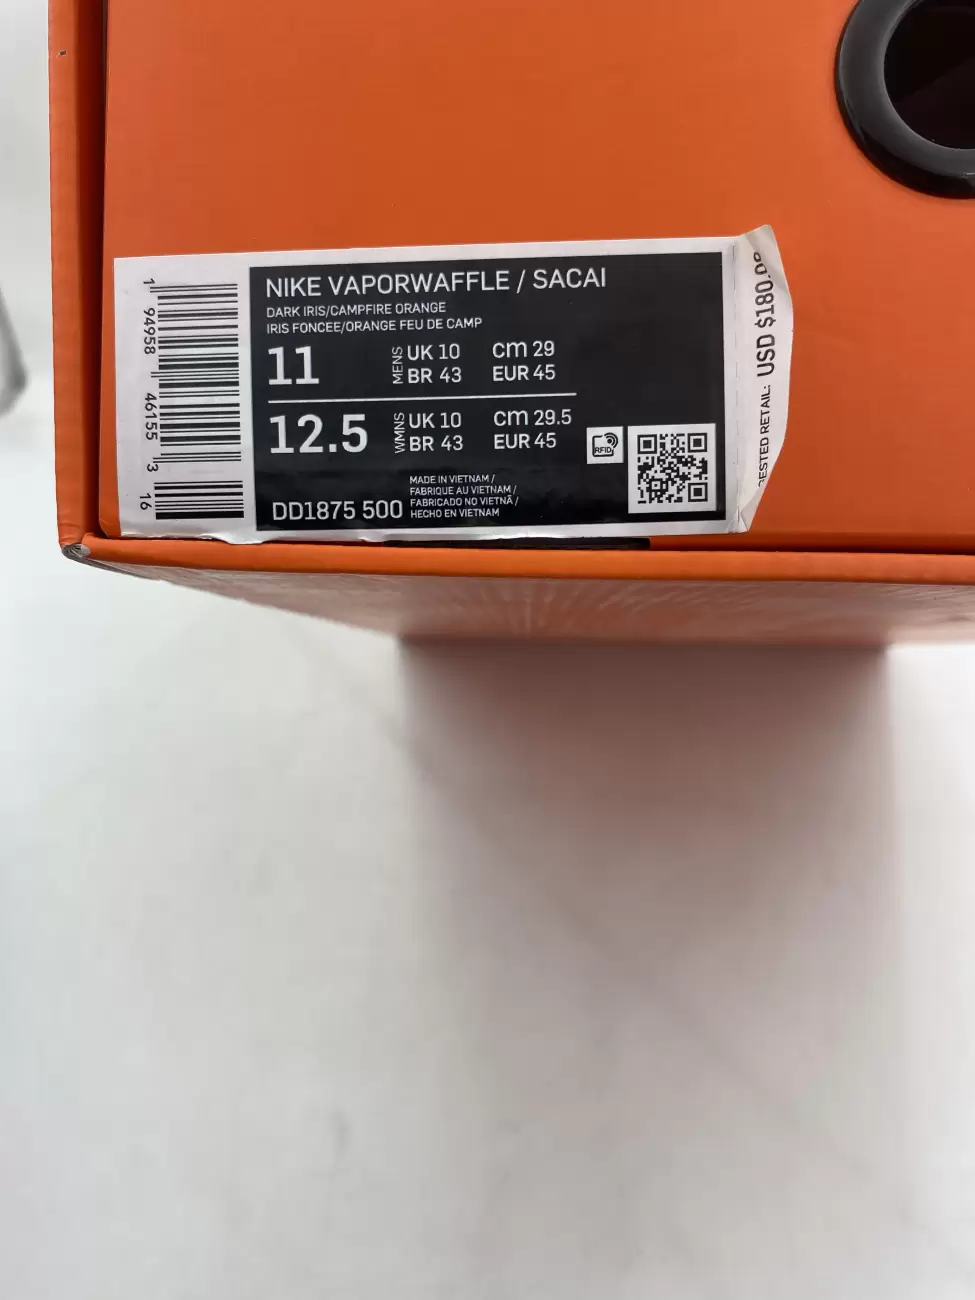 NIKE VAPORWAFFLE / SACAI
DARK IRIS/CAMPFIRE ORANGE
IRIS FONCEE/ORANGE FEU DE CAMP
11 MENS UK 10 cm 29
BR 43 EUR 45
12.5 WMNS UK 10 cm 29.5
BR 43 EUR 45
RFID
DD1875 500
MADE IN VIETNAM /
FABRIQUE AU VIETNAM /
FABRICADO NO VIETNÃ /
HECHO EN VIETNAM
1 94958 46155 3
16
RETAIL: USD $180.00